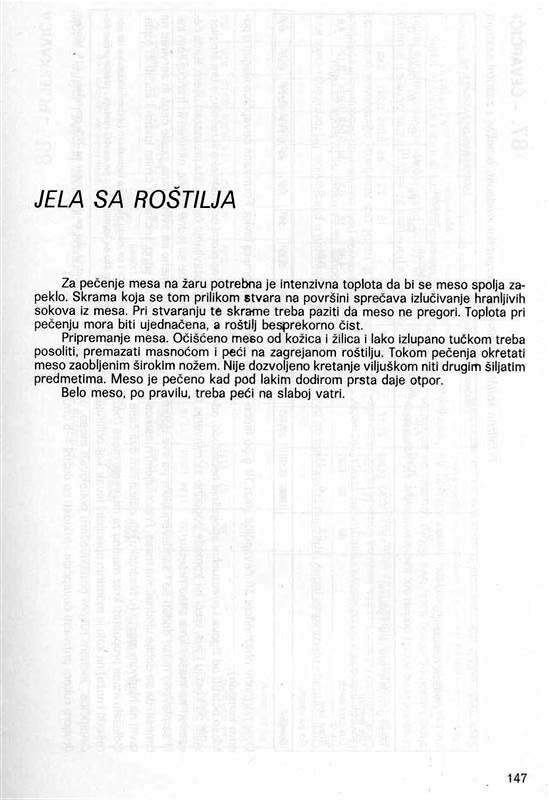 JELA SA ROŠTILJA
Za pečenje mesa na žaru potrebna je intenzivna toplota da bi se meso spolja za-
peklo. Skrama koja se tom prilikom stvara na površini sprečava izlučivanje hranljivih
sokova iz mesa. Pri stvaranju te skrame treba paziti da meso ne pregori. Toplota pri
pečenju mora biti ujednačena, a roštilj besprekorno čist.
Pripremanje mesa. Očišćeno meso od kožica i žilica i lako izlupano tučkom treba
posoliti, premazati masnoćom i peći na zagrejanom roštilju. Tokom pečenja okretati
meso zaobljenim širokim nožem. Nije dozvoljeno kretanje viljuškom niti drugim šiljatim
predmetima. Meso je pečeno kad pod lakim dodirom prsta daje otpor.
Belo meso, po pravilu, treba peći na slaboj vatri.
147